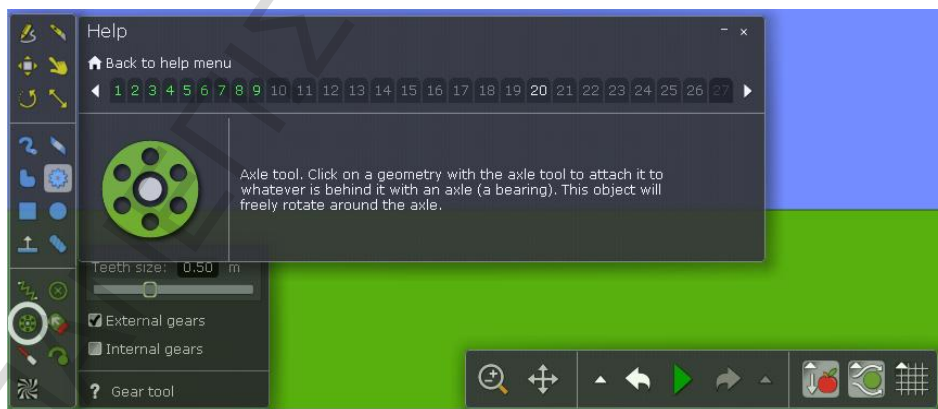 Help
Back to help menu
1 2 3 4 5 6 7 8 9 10 11 12 13 14 15 16 17 18 19 20 21 22 23 24 25 26 27
Axle tool. Click on a geometry with the axle tool to attach it to
whatever is behind it with an axle (a bearing). This object will
freely rotate around the axle.
Teeth size: 0.50 m
External gears
Internal gears
? Gear tool